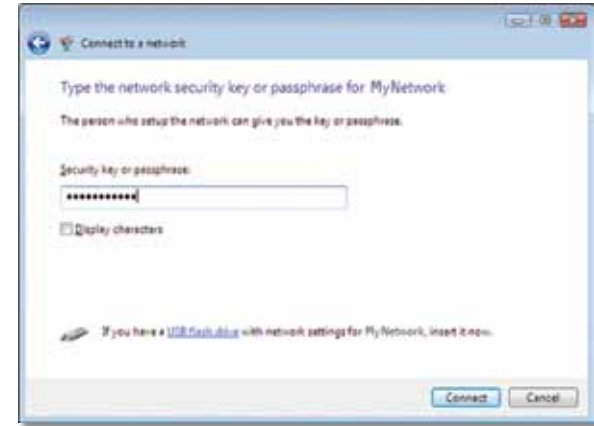 Connect to a network
Type the network security key or passphrase for MyNetwork
The person who setup the network can give you the key or passphrase.
Security key or passphrase:
•••••••••••
Display characters
If you have a USB flash drive with network settings for MyNetwork, insert it now.
Connect Cancel